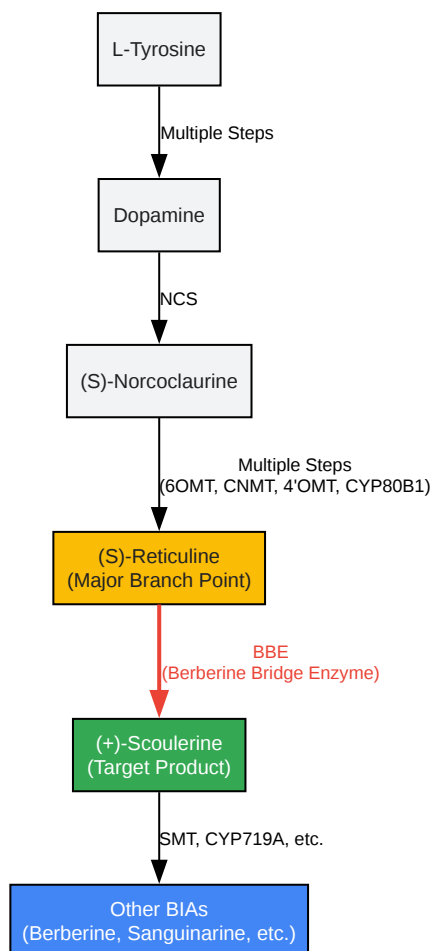 L-Tyrosine
Multiple Steps
Dopamine
NCS
(S)-Norcoclaurine
Multiple Steps
(6OMT, CNMT, 4'OMT, CYP80B1)
(S)-Reticuline
(Major Branch Point)
BBE
(Berberine Bridge Enzyme)
(+)-Scoulerine
(Target Product)
SMT, CYP719A, etc.
Other BIAs
(Berberine, Sanguinarine, etc.)